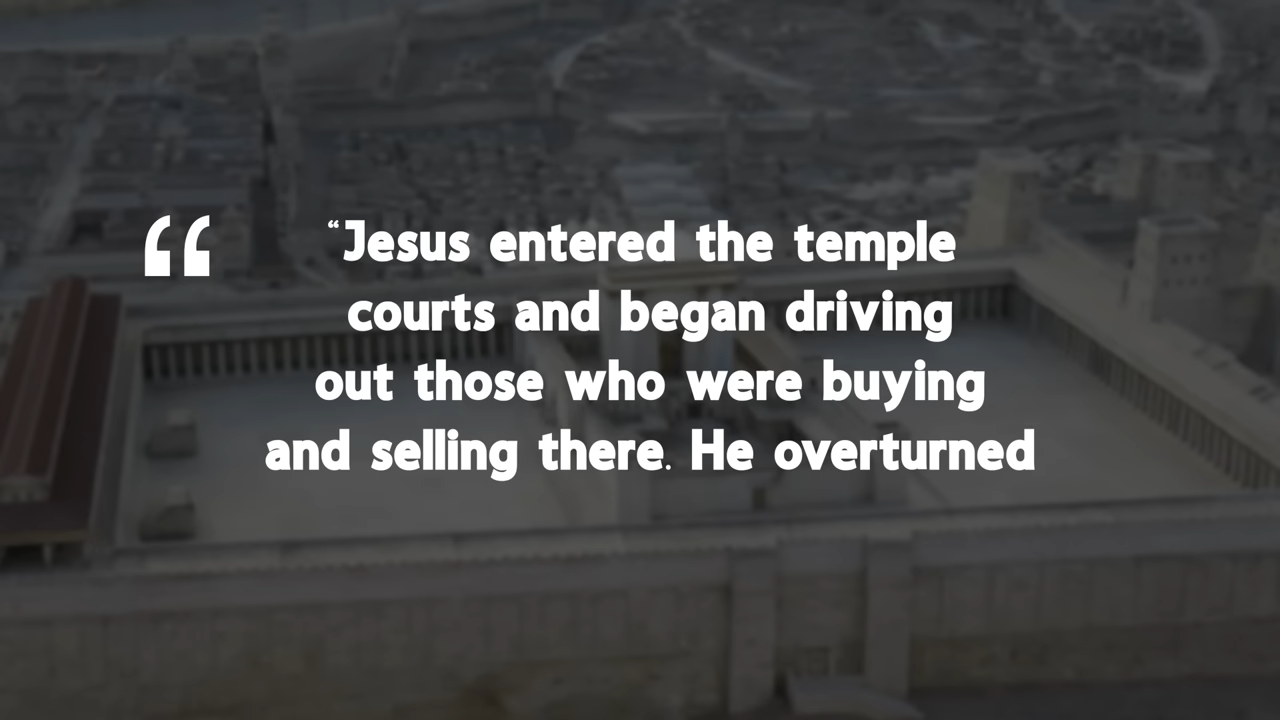 “Jesus entered the temple
courts and began driving
out those who were buying
and selling there. He overturned